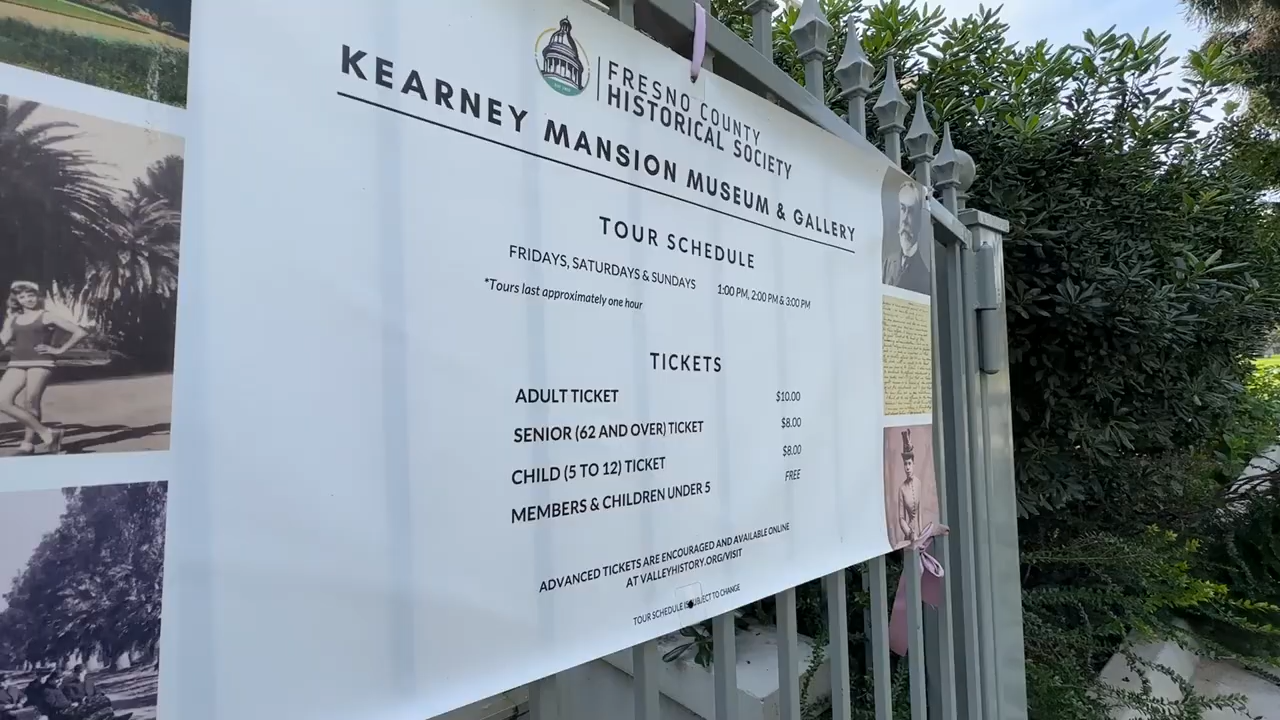 FRESNO COUNTY
HISTORICAL SOCIETY
KEARNEY MANSION MUSEUM & GALLERY
TOUR SCHEDULE
FRIDAYS, SATURDAYS & SUNDAYS 1:00 PM, 2:00 PM & 3:00 PM
*Tours last approximately one hour
TICKETS
ADULT TICKET $10.00
SENIOR (62 AND OVER) TICKET $8.00
CHILD (5 TO 12) TICKET $8.00
MEMBERS & CHILDREN UNDER 5 FREE
ADVANCED TICKETS ARE ENCOURAGED AND AVAILABLE ONLINE
AT VALLEYHISTORY.ORG/VISIT
TOUR SCHEDULE IS SUBJECT TO CHANGE